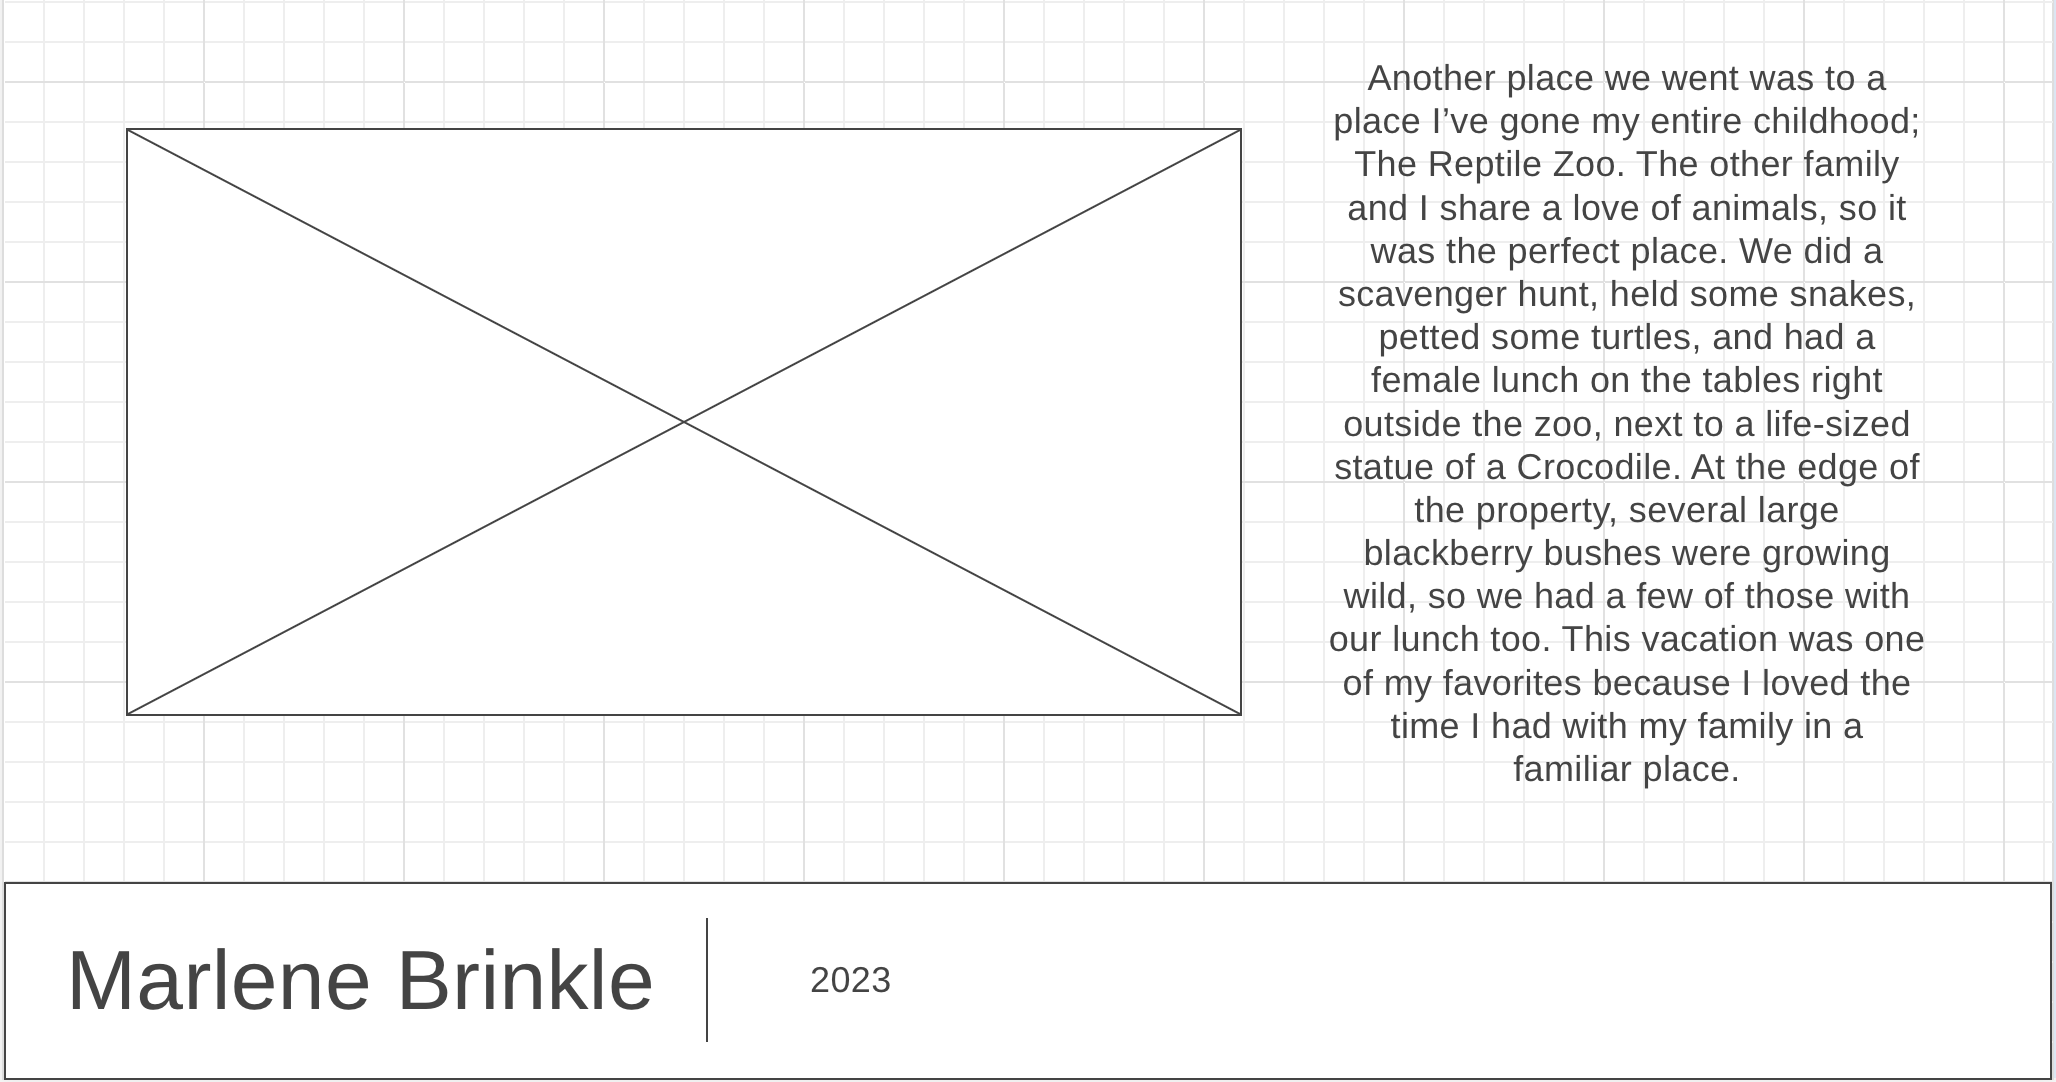 Another place we went was to a
place I’ve gone my entire childhood;
The Reptile Zoo. The other family
and I share a love of animals, so it
was the perfect place. We did a
scavenger hunt, held some snakes,
petted some turtles, and had a
female lunch on the tables right
outside the zoo, next to a life-sized
statue of a Crocodile. At the edge of
the property, several large
blackberry bushes were growing
wild, so we had a few of those with
our lunch too. This vacation was one
of my favorites because I loved the
time I had with my family in a
familiar place.
Marlene Brinkle
2023